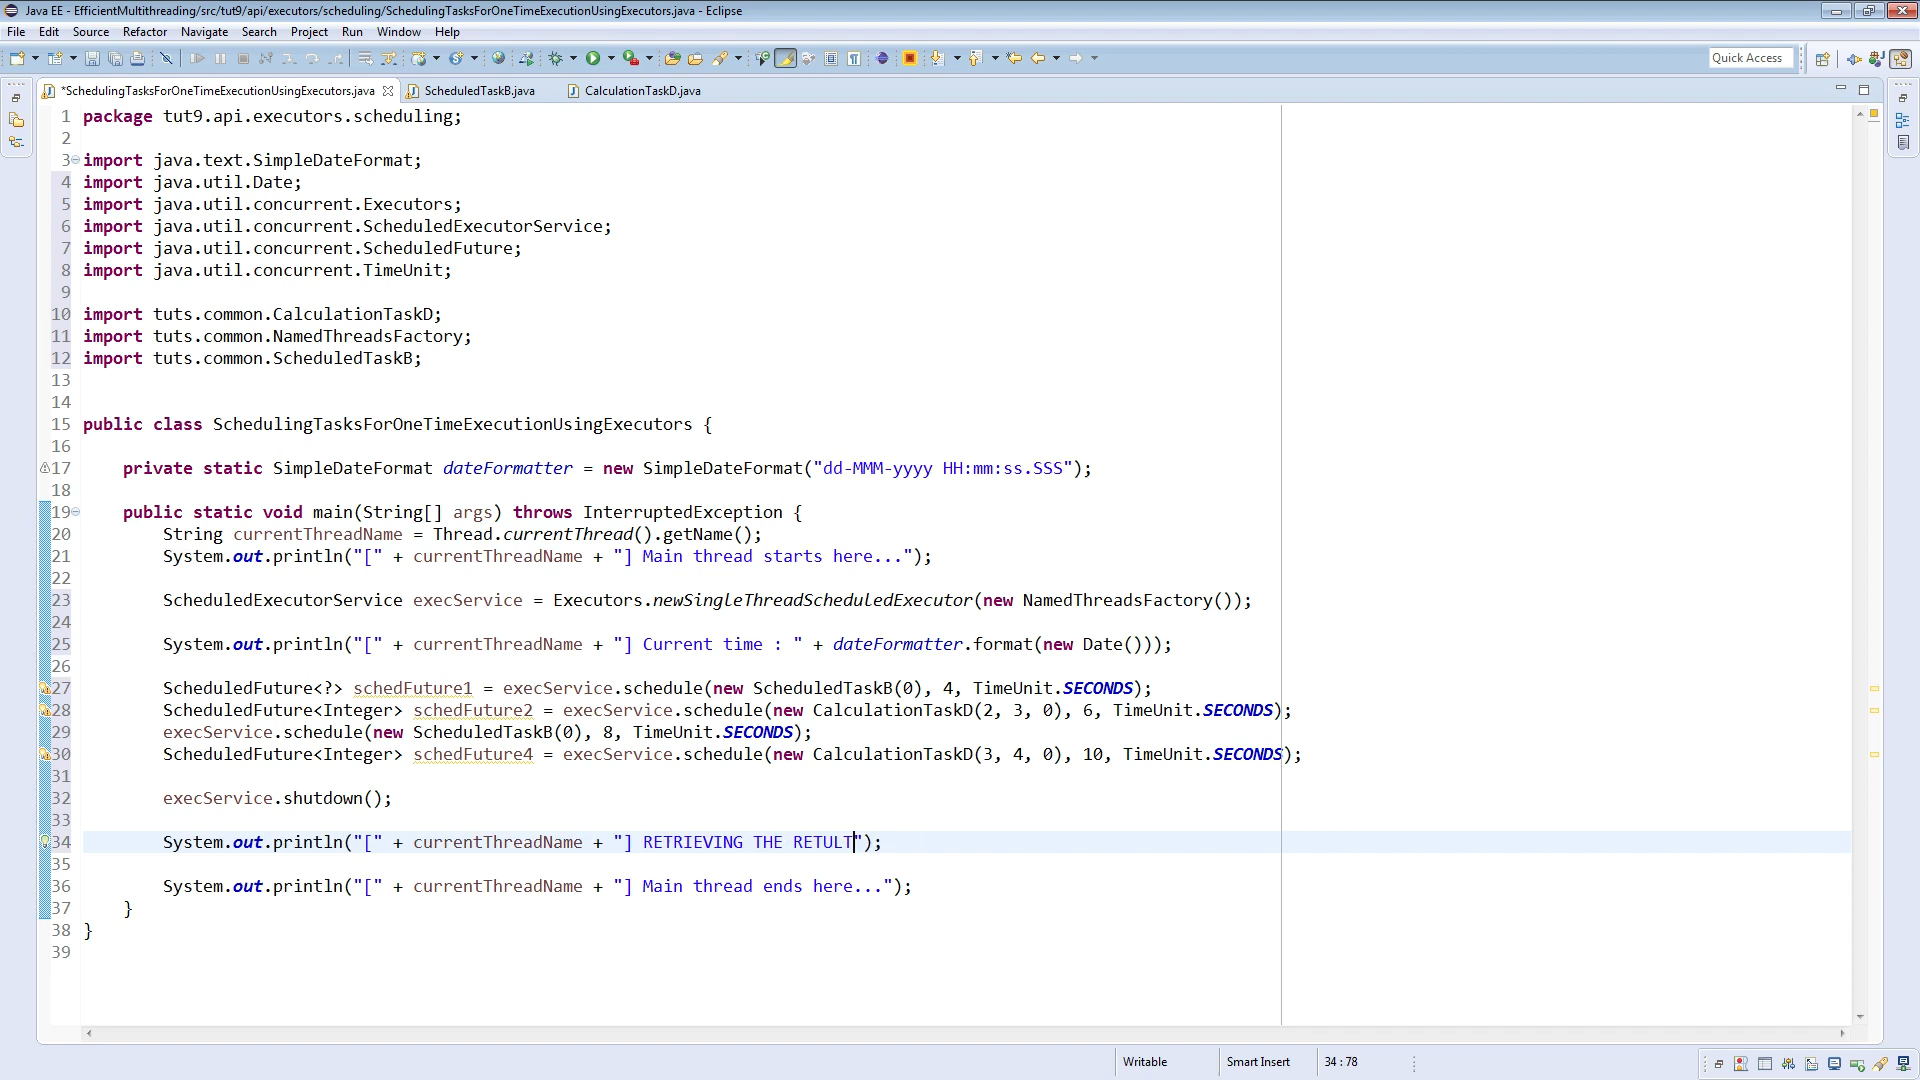 Java EE - EfficientMultithreading/src/tut9/api/executors/scheduling/SchedulingTasksForOneTimeExecutionUsingExecutors.java - Eclipse
File Edit Source Refactor Navigate Search Project Run Window Help
Quick Access
*SchedulingTasksForOneTimeExecutionUsingExecutors.java ScheduledTaskB.java CalculationTaskD.java
1 package tut9.api.executors.scheduling;
2
3 import java.text.SimpleDateFormat;
4 import java.util.Date;
5 import java.util.concurrent.Executors;
6 import java.util.concurrent.ScheduledExecutorService;
7 import java.util.concurrent.ScheduledFuture;
8 import java.util.concurrent.TimeUnit;
9
10 import tuts.common.CalculationTaskD;
11 import tuts.common.NamedThreadsFactory;
12 import tuts.common.ScheduledTaskB;
13
14
15 public class SchedulingTasksForOneTimeExecutionUsingExecutors {
16
17 private static SimpleDateFormat dateFormatter = new SimpleDateFormat("dd-MMM-yyyy HH:mm:ss.SSS");
18
19 public static void main(String[] args) throws InterruptedException {
20 String currentThreadName = Thread.currentThread().getName();
21 System.out.println("[" + currentThreadName + "] Main thread starts here...");
22
23 ScheduledExecutorService execService = Executors.newSingleThreadScheduledExecutor(new NamedThreadsFactory());
24
25 System.out.println("[" + currentThreadName + "] Current time : " + dateFormatter.format(new Date()));
26
27 ScheduledFuture<?> schedFuture1 = execService.schedule(new ScheduledTaskB(0), 4, TimeUnit.SECONDS);
28 ScheduledFuture<Integer> schedFuture2 = execService.schedule(new CalculationTaskD(2, 3, 0), 6, TimeUnit.SECONDS);
29 execService.schedule(new ScheduledTaskB(0), 8, TimeUnit.SECONDS);
30 ScheduledFuture<Integer> schedFuture4 = execService.schedule(new CalculationTaskD(3, 4, 0), 10, TimeUnit.SECONDS);
31
32 execService.shutdown();
33
34 System.out.println("[" + currentThreadName + "] RETRIEVING THE RETULT");
35
36 System.out.println("[" + currentThreadName + "] Main thread ends here...");
37 }
38 }
39
Writable Smart Insert 34 : 78